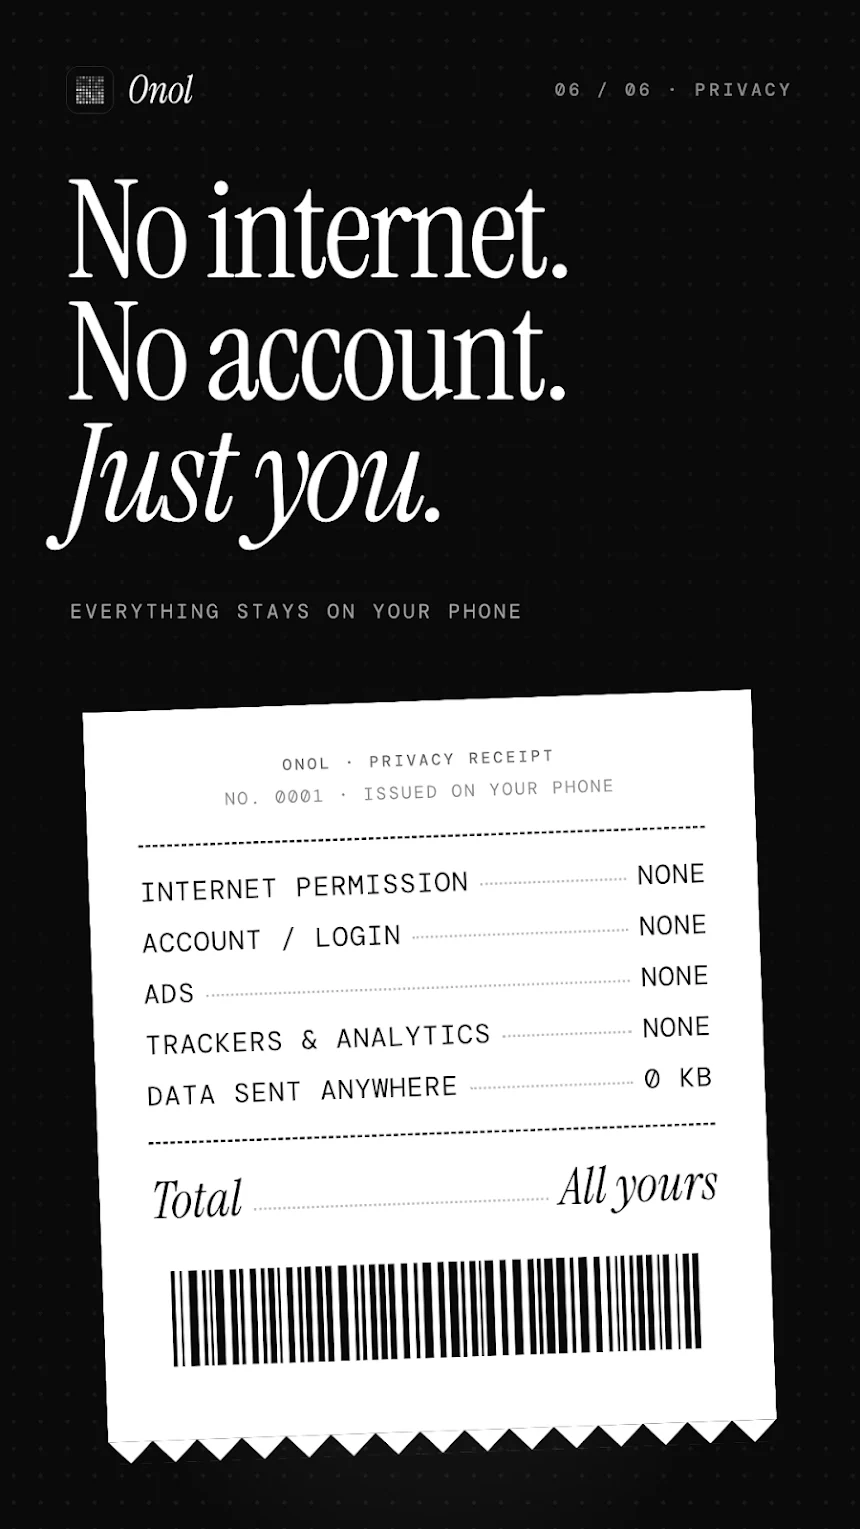 Onol
06 / 06 · PRIVACY
No internet.
No account.
Just you.
EVERYTHING STAYS ON YOUR PHONE
ONOL · PRIVACY RECEIPT
NO. 0001 · ISSUED ON YOUR PHONE
INTERNET PERMISSION NONE
ACCOUNT / LOGIN NONE
ADS NONE
TRACKERS & ANALYTICS NONE
DATA SENT ANYWHERE 0 KB
Total All yours